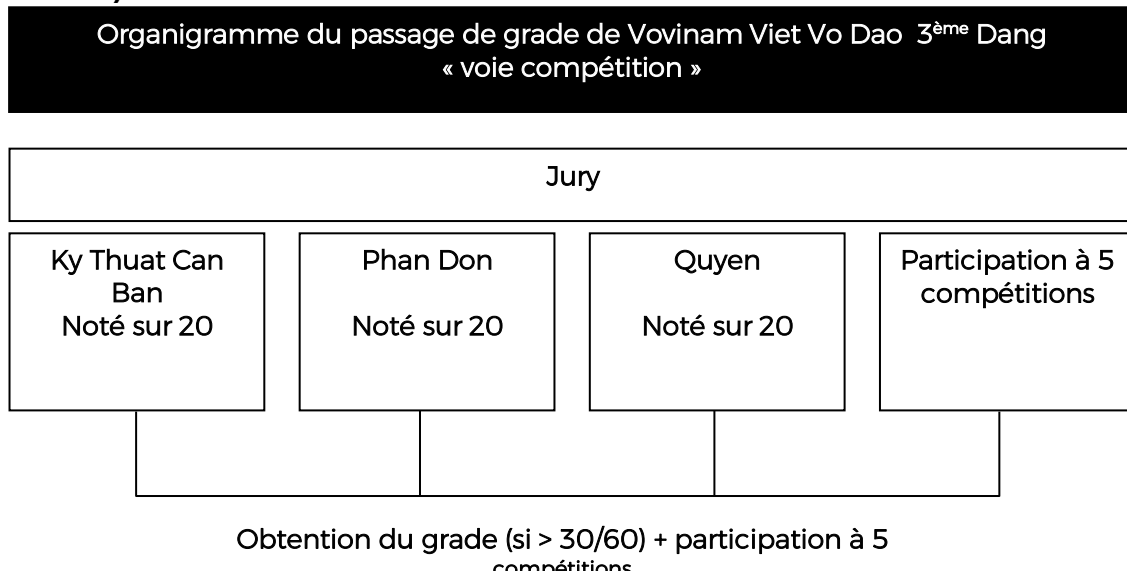 Organigramme du passage de grade de Vovinam Viet Vo Dao 3ème Dang
« voie compétition »
Jury
Ky Thuat Can
Ban
Noté sur 20
Phan Don
Noté sur 20
Quyen
Noté sur 20
Participation à 5
compétitions
Obtention du grade (si > 30/60) + participation à 5
compétitions